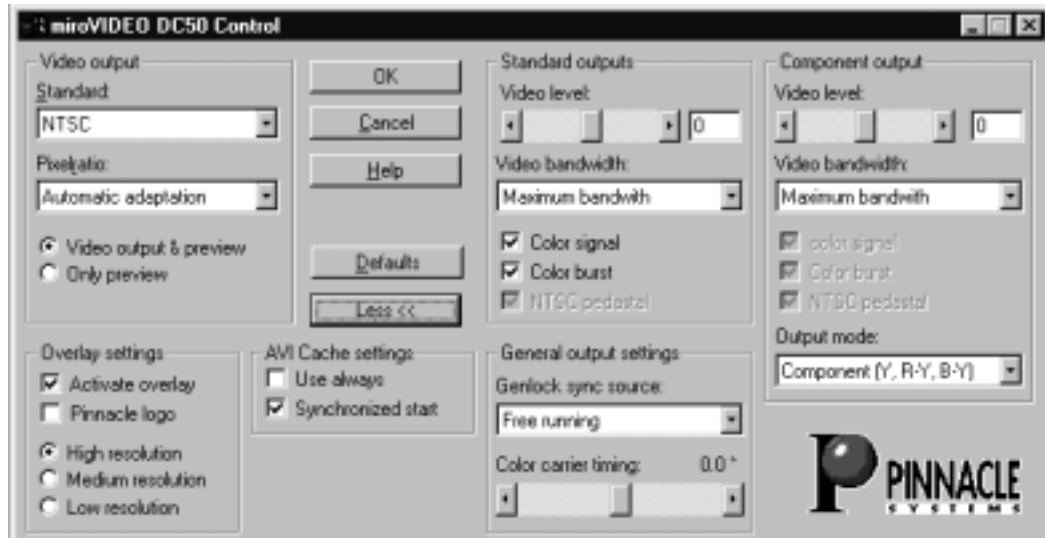 miroVIDEO DC50 Control
Video output
Standard:
NTSC
Pixelratio:
Automatic adaptation
Video output & preview
Only preview
OK
Cancel
Help
Defaults
Less <<
Standard outputs
Video level:
0
Video bandwidth:
Maximum bandwith
Color signal
Color burst
NTSC pedestal
Component output
Video level:
0
Video bandwidth:
Maximum bandwith
color signal
Color burst
NTSC pedestal
Output mode:
Component (Y, R-Y, B-Y)
Overlay settings
Activate overlay
Pinnacle logo
High resolution
Medium resolution
Low resolution
AVI Cache settings
Use always
Synchronized start
General output settings
Genlock sync source:
Free running
Color carrier timing: 0.0 °
PINNACLE
SYSTEMS